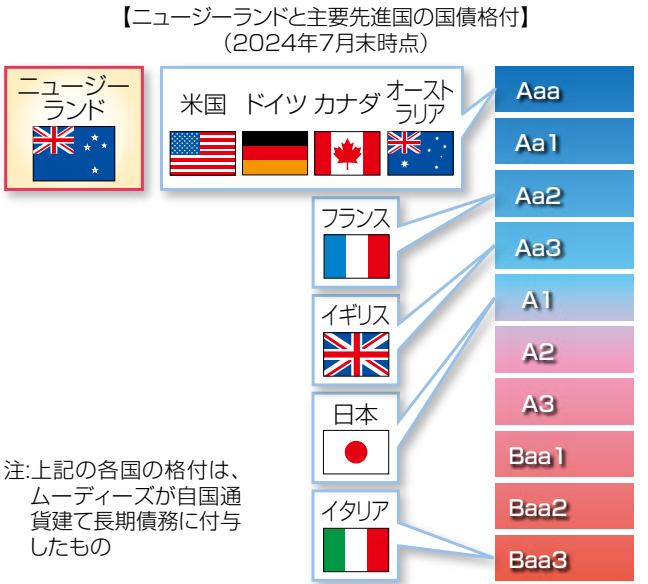 【ニュージーランドと主要先進国の国債格付】
（2024年7月末時点）
ニュージー
ランド
米国
ドイツ
カナダ
オースト
ラリア
フランス
イギリス
日本
イタリア
Aaa
Aa1
Aa2
Aa3
A1
A2
A3
Baa1
Baa2
Baa3
注:上記の各国の格付は、
ムーディーズが自国通
貨建て長期債務に付与
したもの